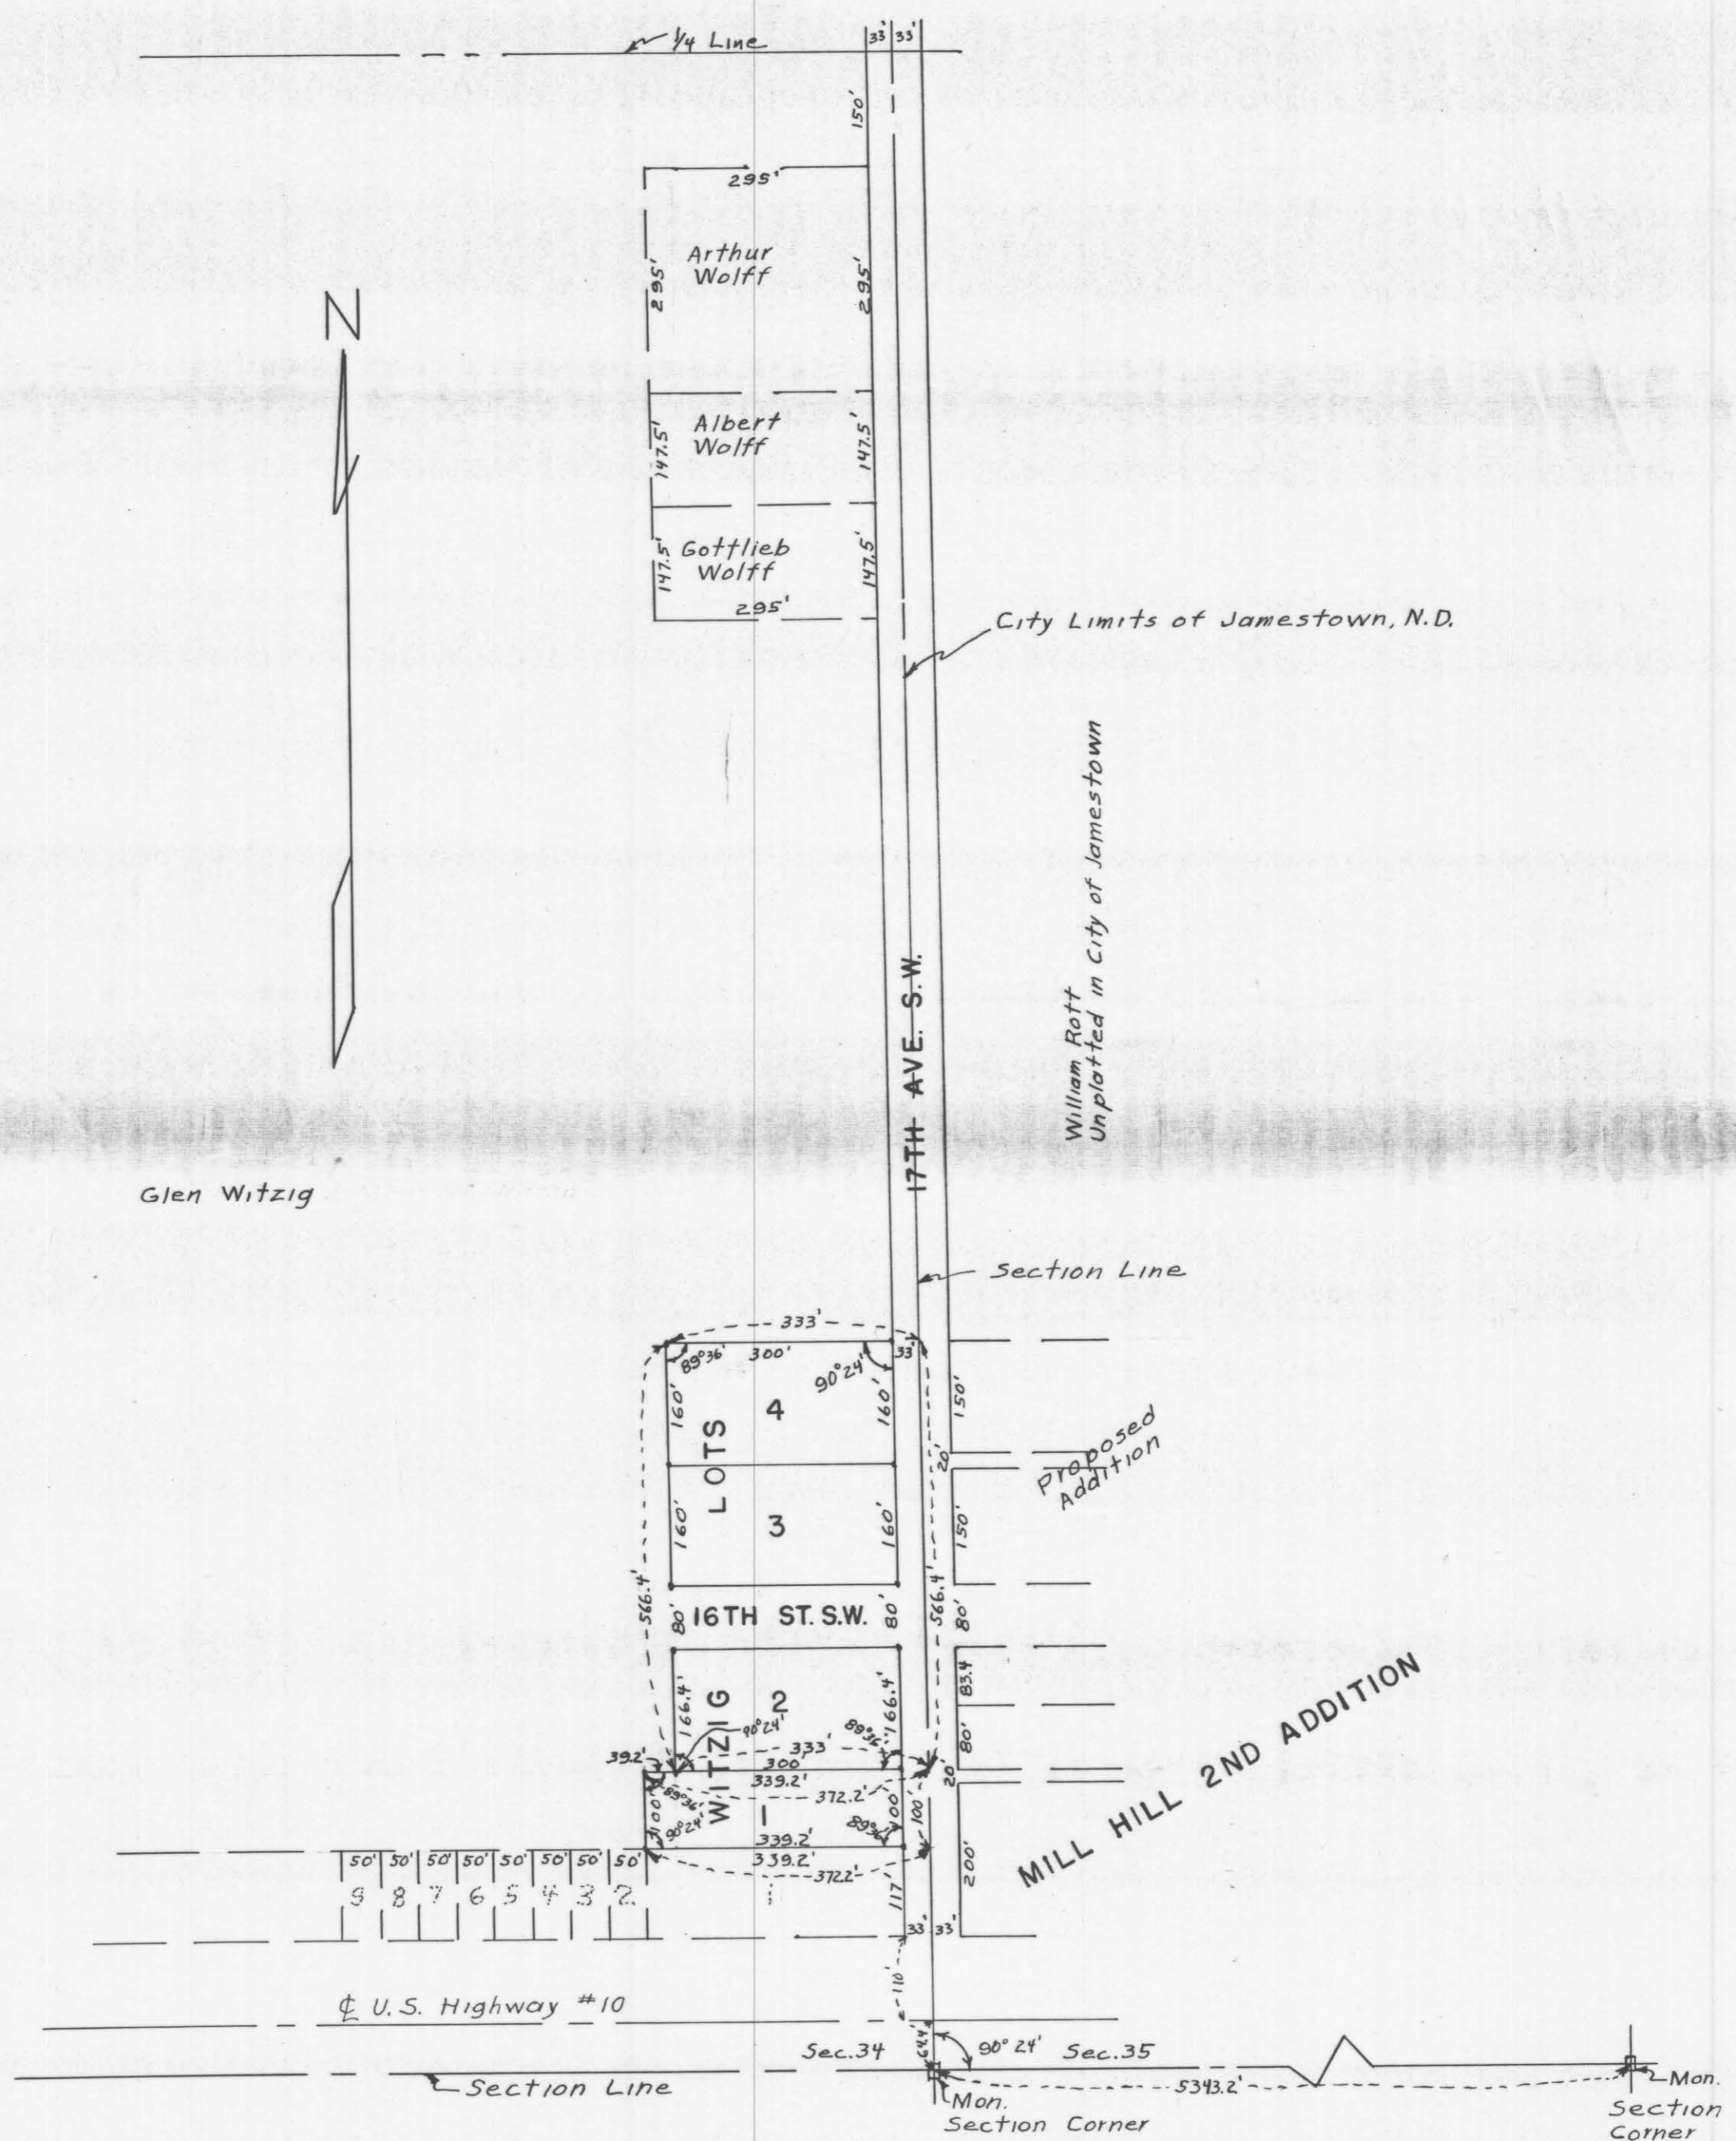 1/4 Line
33' 33'
150'
295'
Arthur
Wolff
295'
295'
N
Albert
Wolff
147.5'
147.5'
Gottlieb
Wolff
147.5'
147.5'
295'
City Limits of Jamestown, N.D.
William Rott
Unplatted in City of Jamestown
17TH AVE. S.W.
Glen Witzig
Section Line
333'
89°36'
300'
90°24'
33'
160'
4
160'
150'
LOTS
20'
Proposed
Addition
160'
3
160'
150'
566.4'
566.4'
80'
16TH ST. S.W.
80'
80'
166.4'
WITZIG
2
166.4'
83.4
90°24'
89°36'
80'
39.2'
333'
300'
20'
339.2'
372.2'
89°36'
100'
90°24'
1
89°36'
100'
100'
339.2'
339.2'
372.2'
200'
MILL HILL 2ND ADDITION
50' 50' 50' 50' 50' 50' 50' 50'
9 8 7 6 5 4 3 2
117'
33' 33'
110'
℄ U.S. Highway #10
64.4'
Sec.34
90°24'
Sec.35
Section Line
5343.2'
Mon.
Section Corner
Mon.
Section
Corner